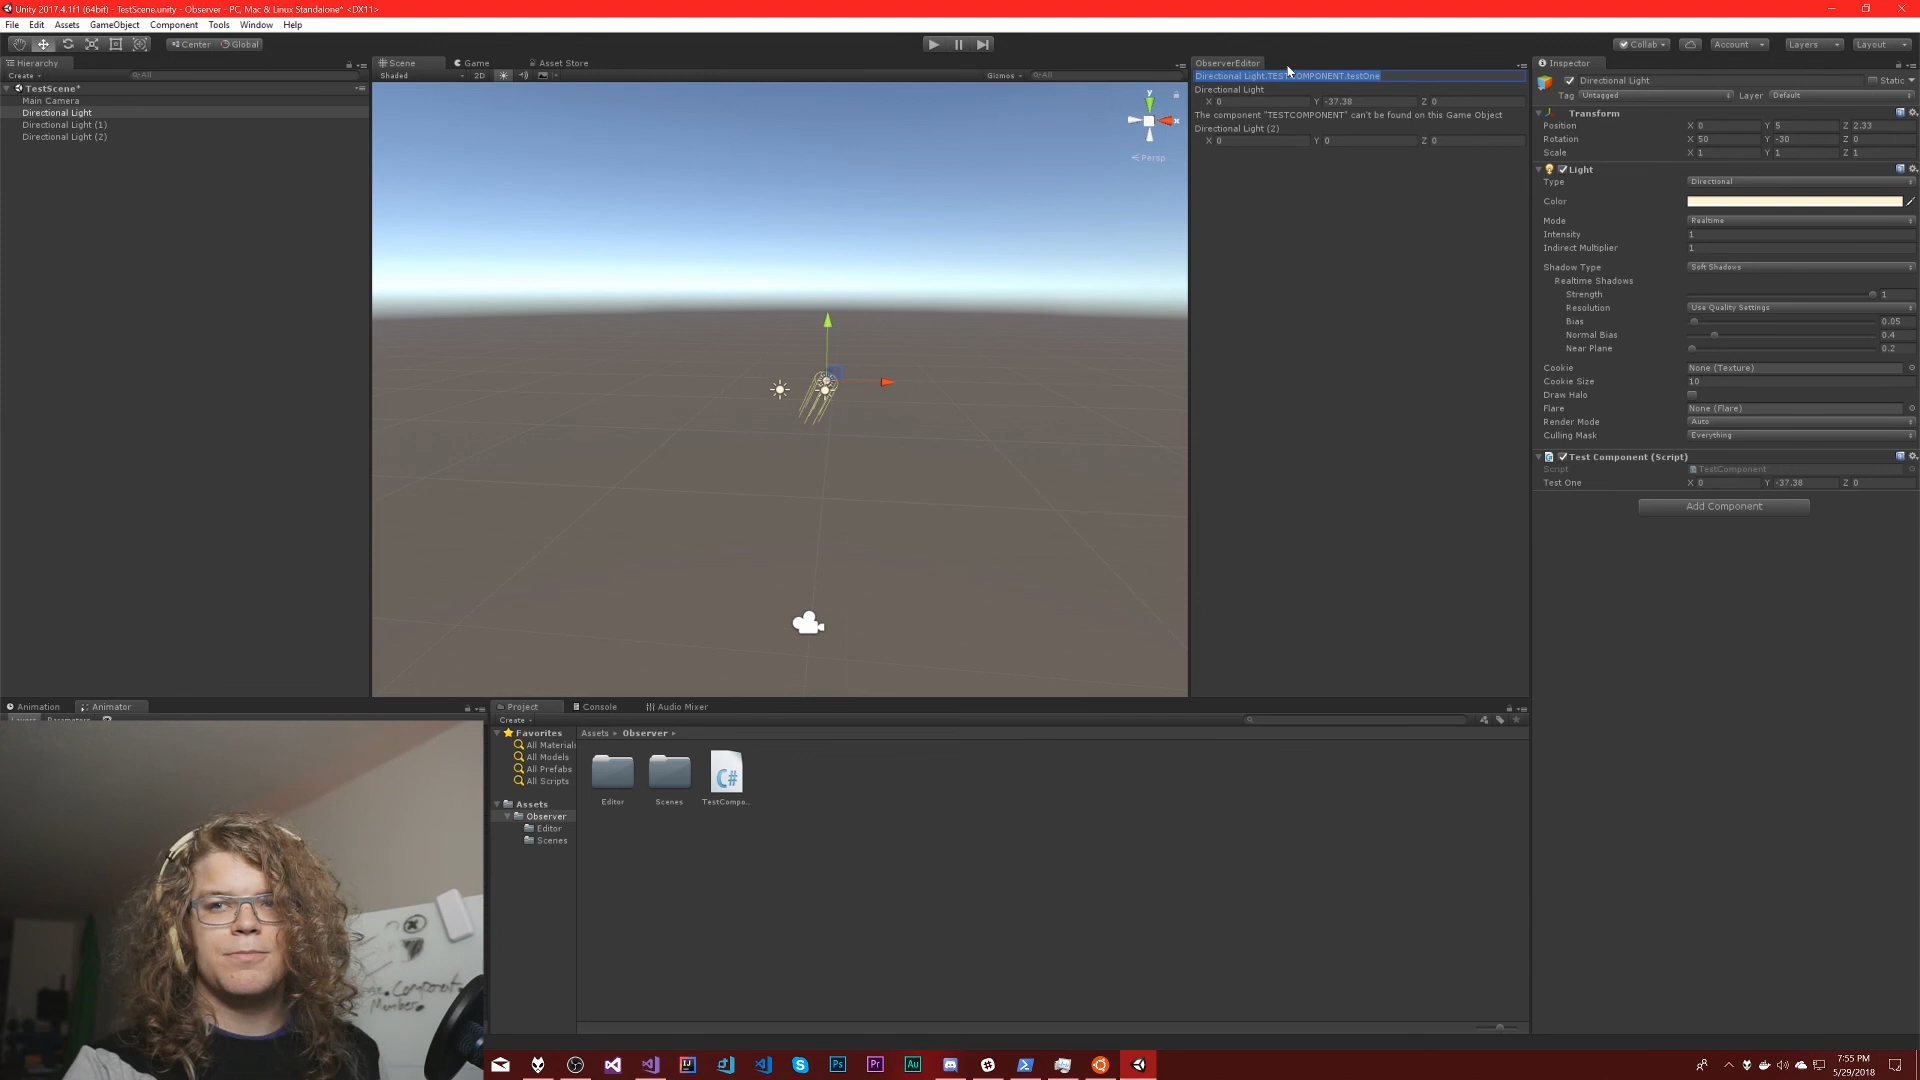 Unity 2017.4.1f1 (64bit) - TestScene.unity - Observer - PC, Mac & Linux Standalone* <DX11>
File Edit Assets GameObject Component Tools Window Help
Center Global
Collab Account Layers Layout
Hierarchy
Create All
TestScene*
Main Camera
Directional Light
Directional Light (1)
Directional Light (2)
Scene Game Asset Store
Shaded 2D Gizmos All
y
x
Persp
ObserverEditor
Directional Light.TESTCOMPONENT.testOne
Directional Light
X 0 Y -37.38 Z 0
The component "TESTCOMPONENT" can't be found on this Game Object
Directional Light (2)
X 0 Y 0 Z 0
Inspector
Directional Light Static
Tag Untagged Layer Default
Transform
Position X 0 Y 5 Z 2.33
Rotation X 50 Y -30 Z 0
Scale X 1 Y 1 Z 1
Light
Type Directional
Color
Mode Realtime
Intensity 1
Indirect Multiplier 1
Shadow Type Soft Shadows
Realtime Shadows
Strength 1
Resolution Use Quality Settings
Bias 0.05
Normal Bias 0.4
Near Plane 0.2
Cookie None (Texture)
Cookie Size 10
Draw Halo
Flare None (Flare)
Render Mode Auto
Culling Mask Everything
Test Component (Script)
Script TestComponent
Test One X 0 Y -37.38 Z 0
Add Component
Animation Animator
Layers Parameters
Project Console Audio Mixer
Create
Favorites
All Materials
All Models
All Prefabs
All Scripts
Assets
Observer
Editor
Scenes
Assets Observer
C#
Editor Scenes TestCompo...
Component
Member.
Ps Pr Au
7:55 PM
5/29/2018